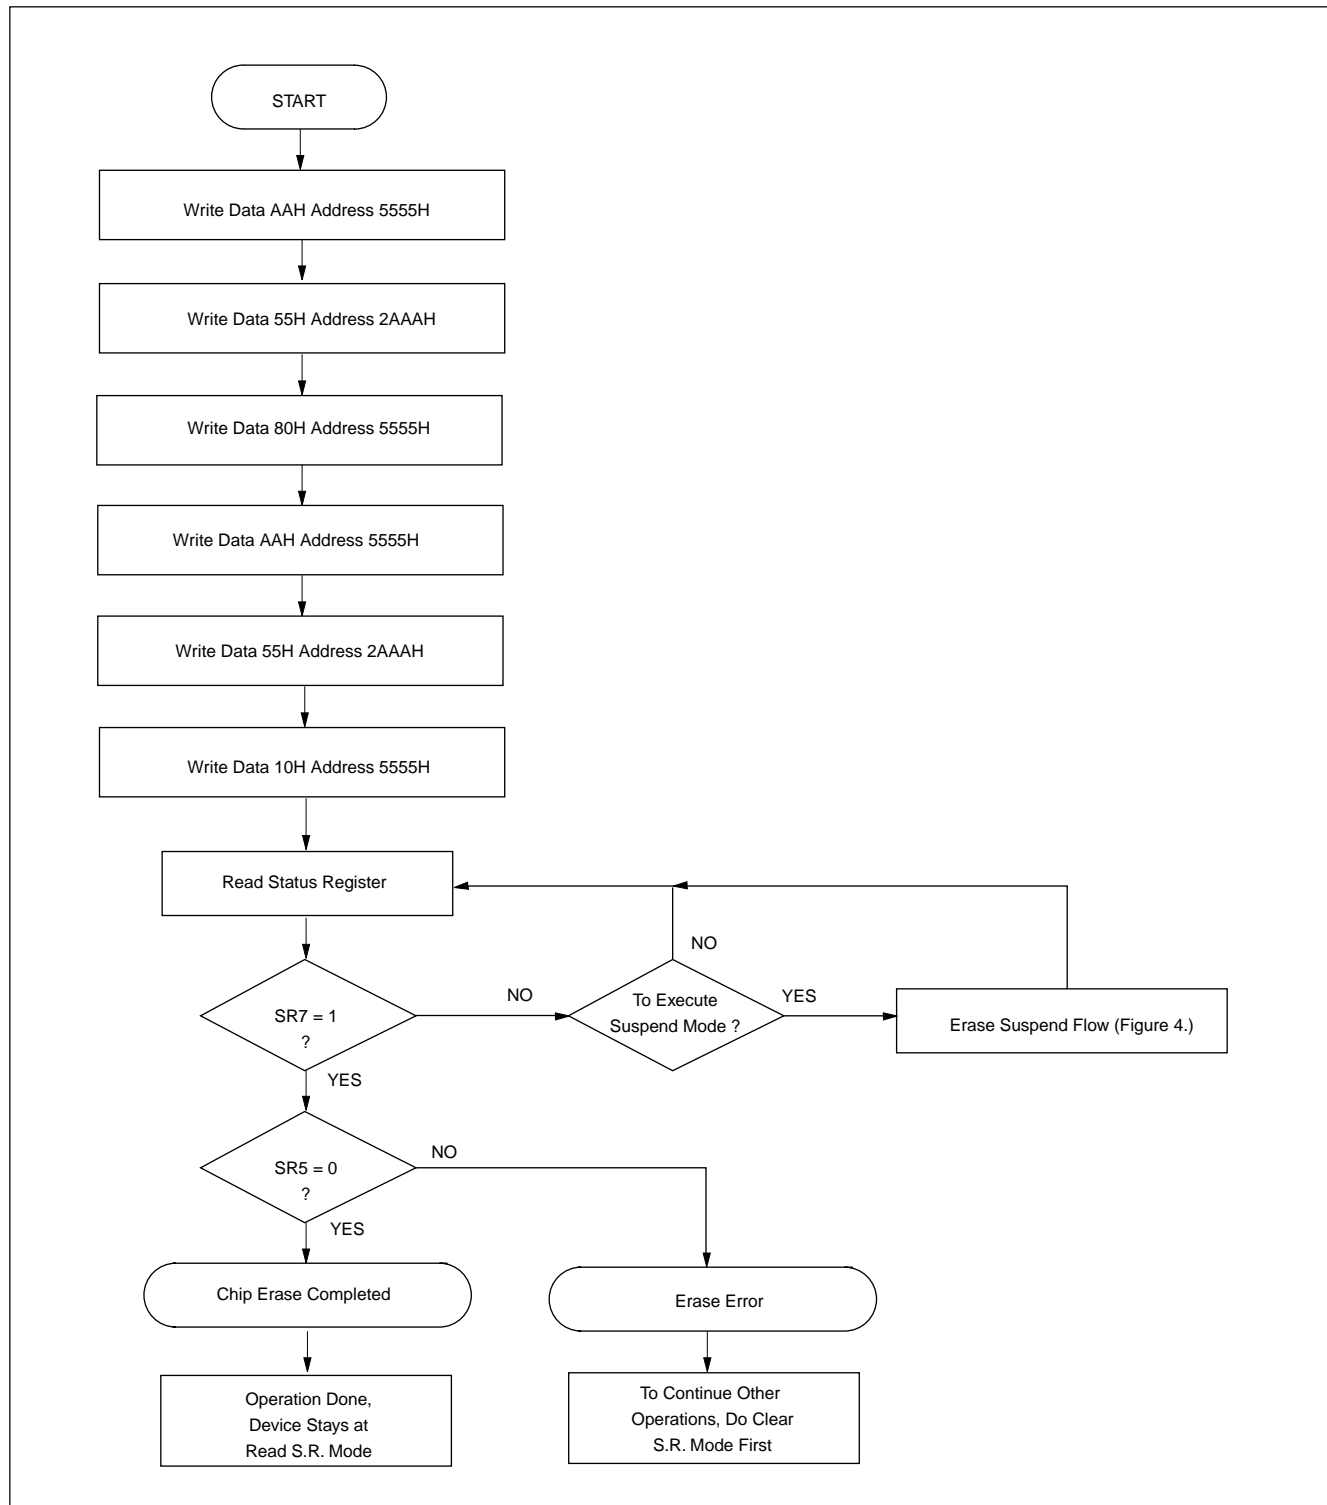 START
Write Data AAH Address 5555H
Write Data 55H Address 2AAAH
Write Data 80H Address 5555H
Write Data AAH Address 5555H
Write Data 55H Address 2AAAH
Write Data 10H Address 5555H
Read Status Register
NO
SR7 = 1
?
NO
To Execute
Suspend Mode ?
YES
Erase Suspend Flow (Figure 4.)
YES
SR5 = 0
?
NO
YES
Chip Erase Completed
Erase Error
Operation Done,
Device Stays at
Read S.R. Mode
To Continue Other
Operations, Do Clear
S.R. Mode First